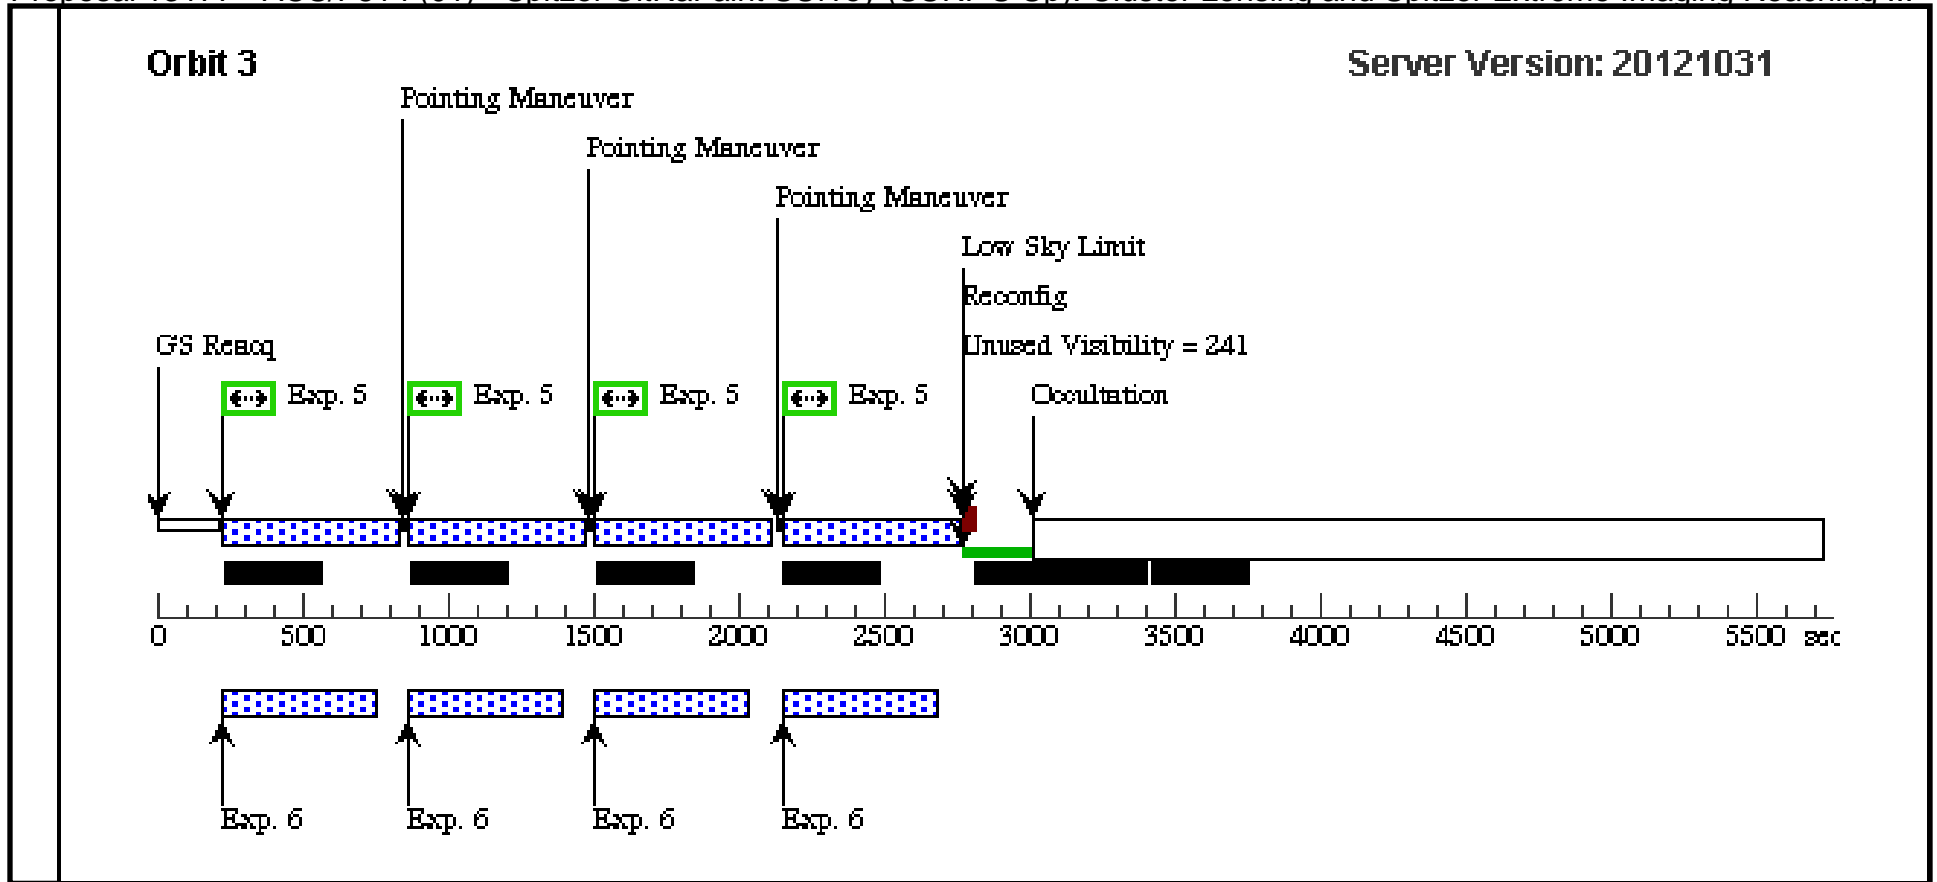 Orbit 3
Server Version: 20121031
Pointing Maneuver
Pointing Maneuver
Pointing Maneuver
Low Sky Limit
Reconfig
GS Reacq
Unused Visibility = 241
Exp. 5
Exp. 5
Exp. 5
Exp. 5
Occultation
0 500 1000 1500 2000 2500 3000 3500 4000 4500 5000 5500 sec
Exp. 6
Exp. 6
Exp. 6
Exp. 6